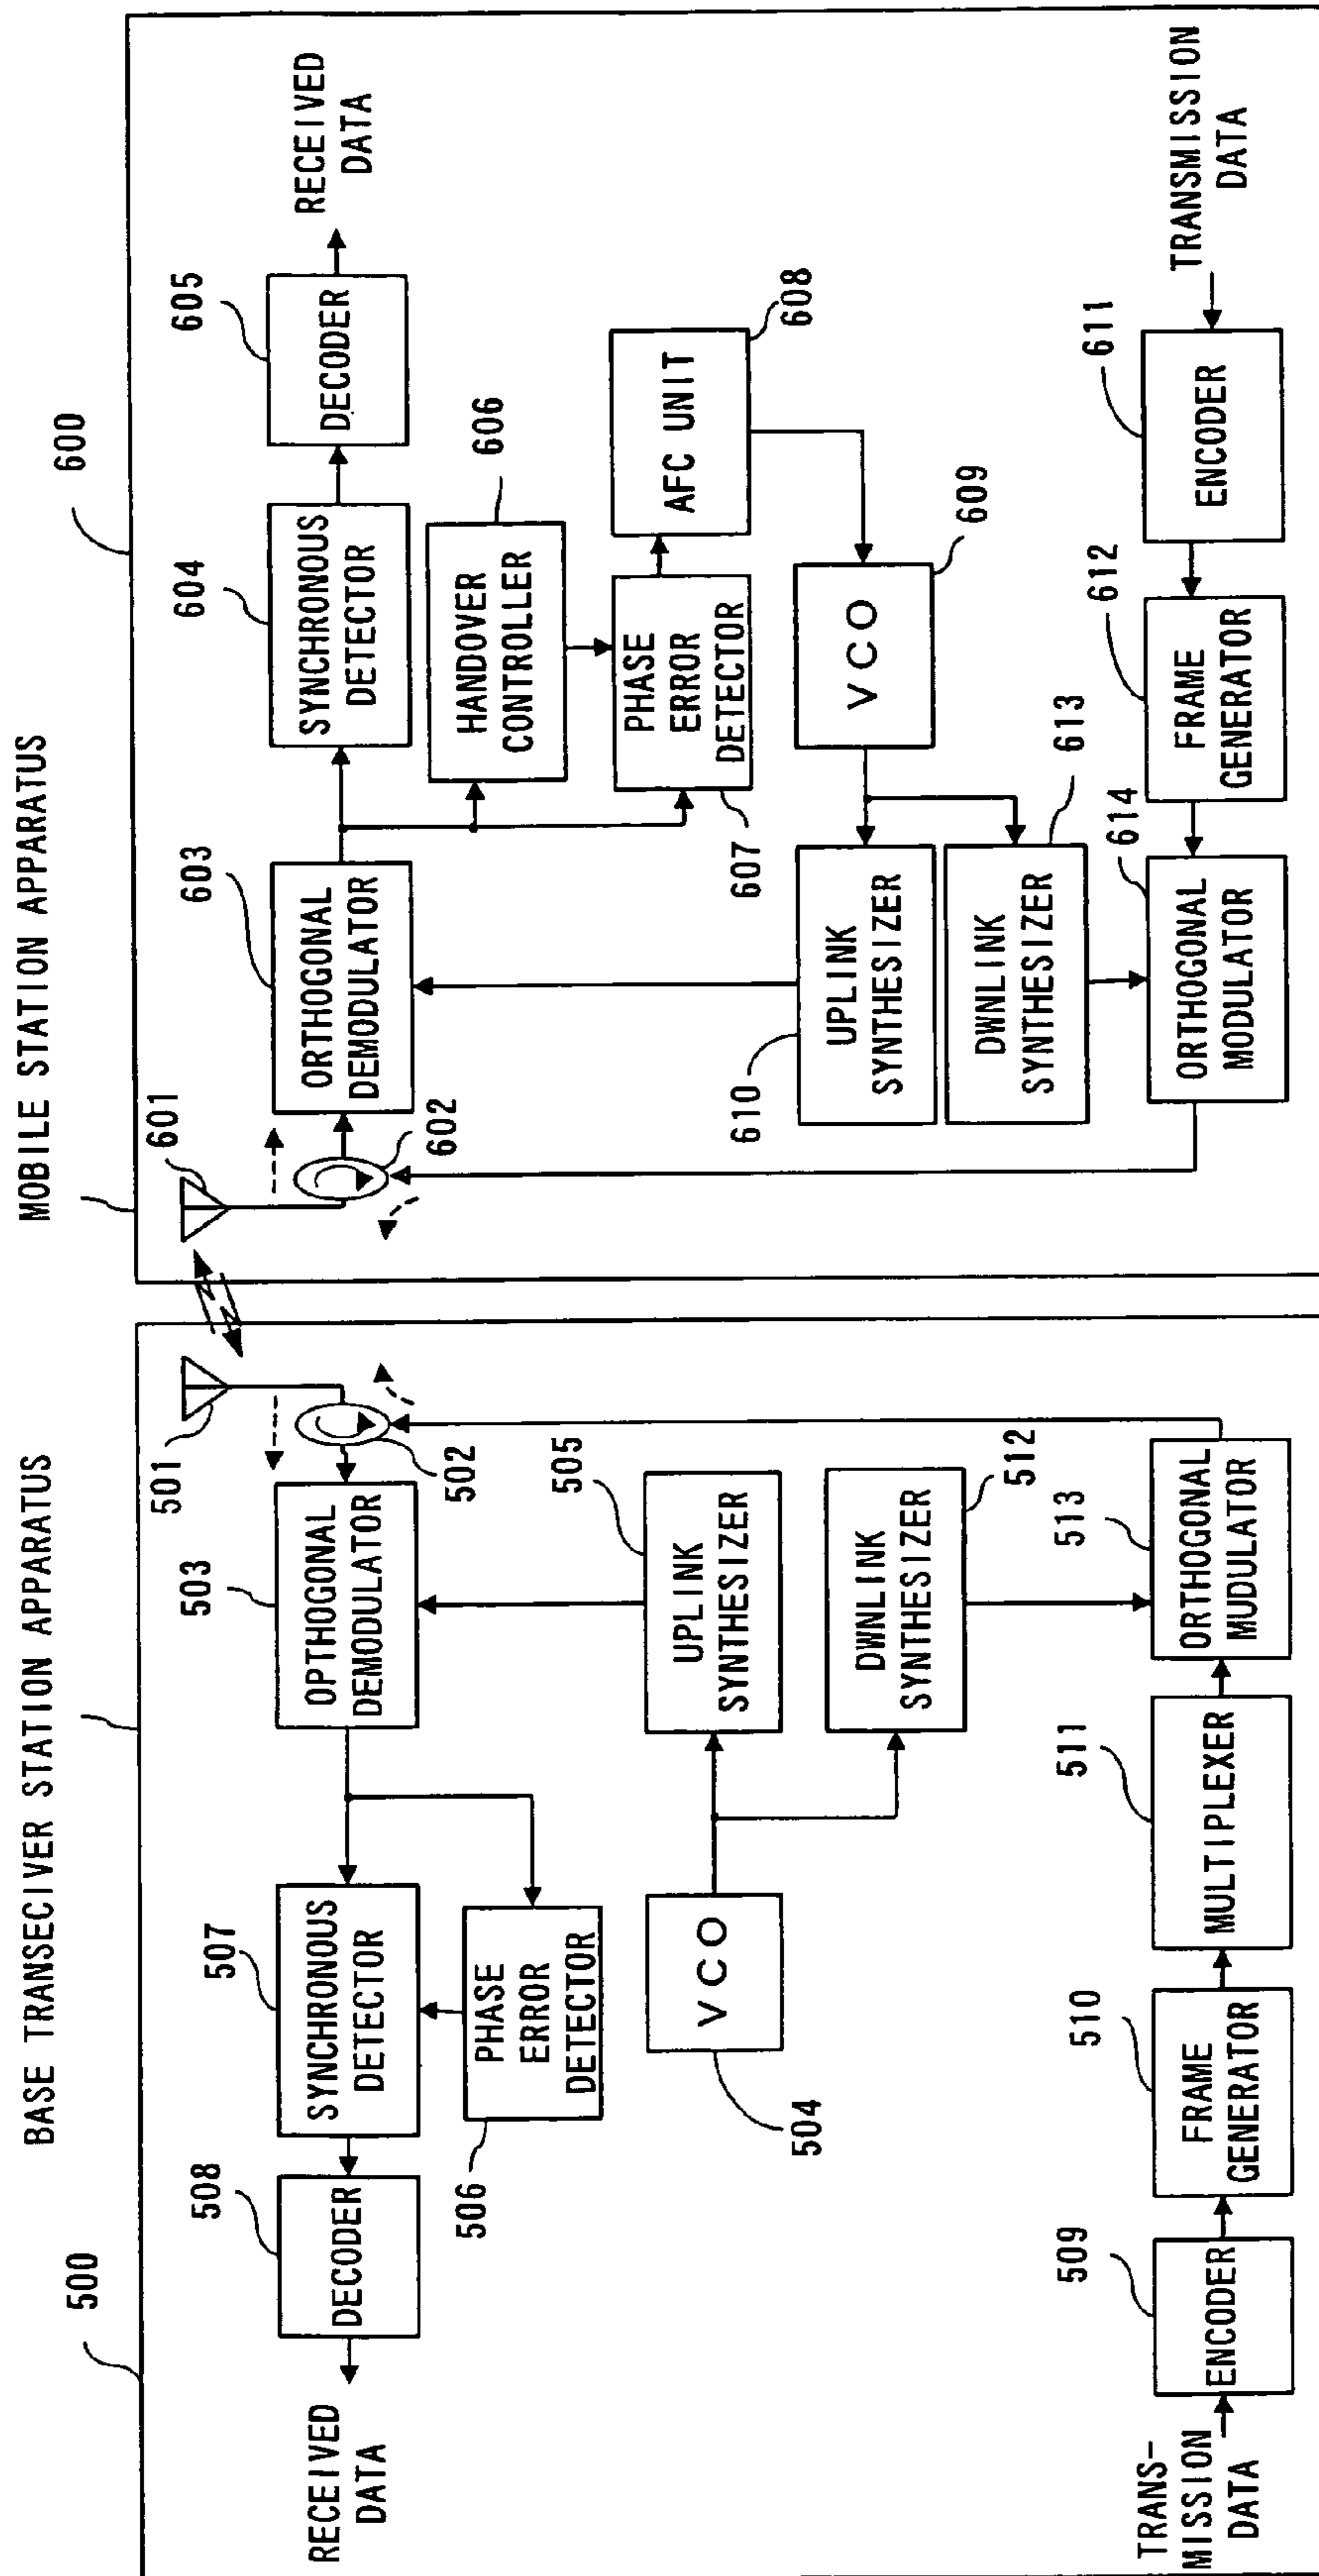 BASE TRANSECIVER STATION APPARATUS
500
501
502
503
OPTHOGONAL
DEMODULATOR
507
SYNCHRONOUS
DETECTOR
508
DECODER
RECEIVED
DATA
PHASE
ERROR
DETECTOR
506
505
UPLINK
SYNTHESIZER
VCO
504
512
DWNLINK
SYNTHESIZER
TRANS-
MISSION
DATA
509
ENCODER
510
FRAME
GENERATOR
511
MULTIPLEXER
513
ORTHOGONAL
MUDULATOR
MOBILE STATION APPARATUS
600
601
602
603
ORTHOGONAL
DEMODULATOR
604
SYNCHRONOUS
DETECTOR
605
DECODER
RECEIVED
DATA
606
HANDOVER
CONTROLLER
607
PHASE
ERROR
DETECTOR
608
AFC UNIT
609
VCO
610
UPLINK
SYNTHESIZER
613
DWNLINK
SYNTHESIZER
614
ORTHOGONAL
MODULATOR
612
FRAME
GENERATOR
611
ENCODER
TRANSMISSION
DATA